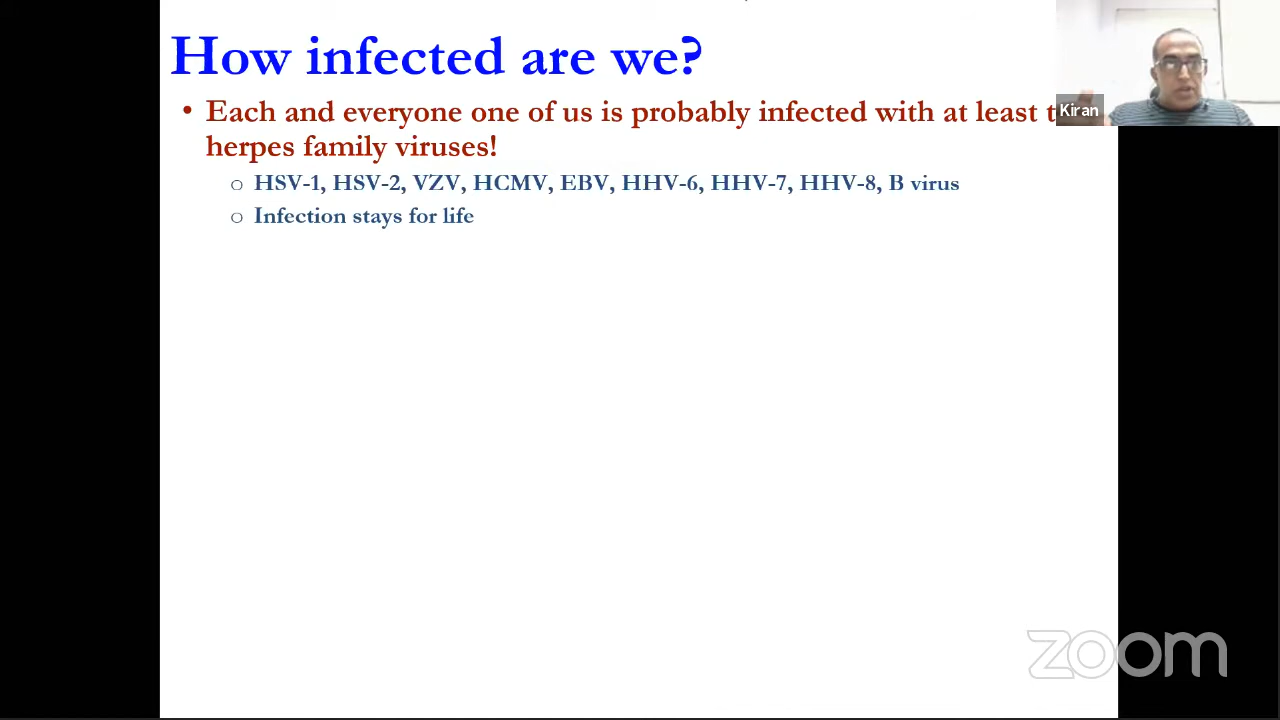 How infected are we?
• Each and everyone one of us is probably infected with at least
herpes family viruses!
○ HSV-1, HSV-2, VZV, HCMV, EBV, HHV-6, HHV-7, HHV-8, B virus
○ Infection stays for life
Kiran
zoom